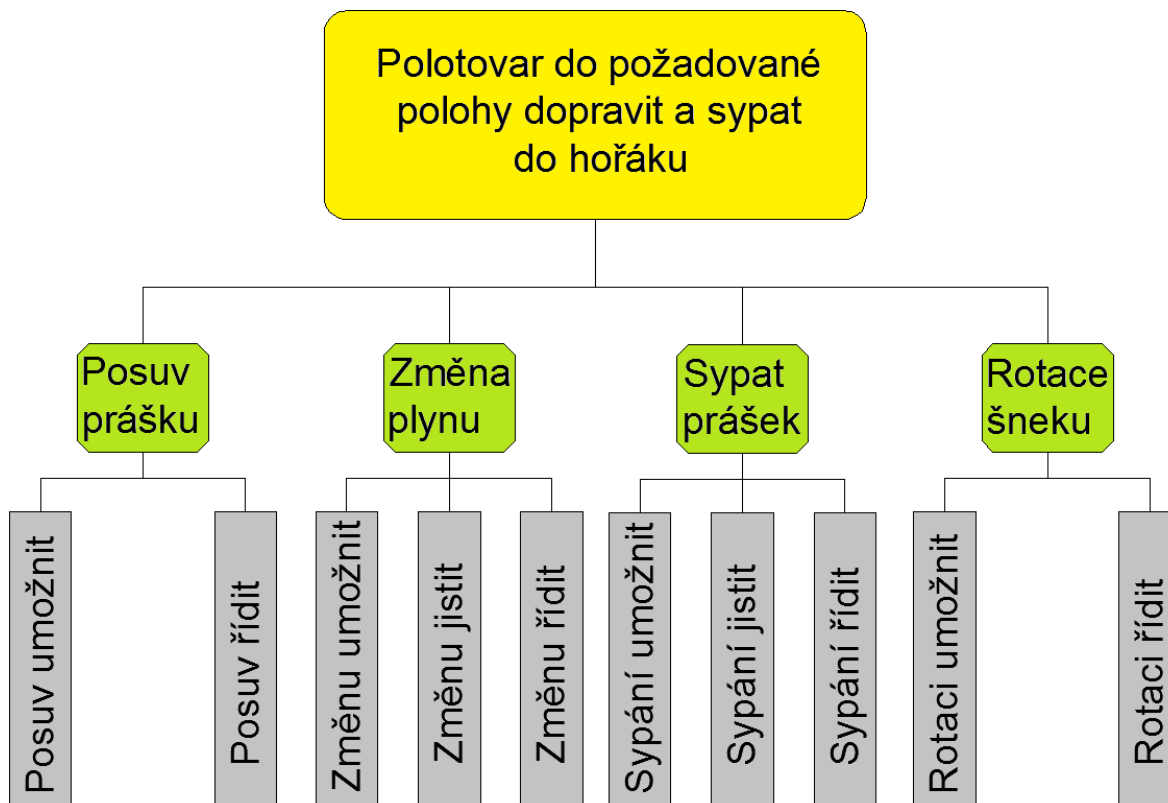 Polotovar do požadované
polohy dopravit a sypat
do hořáku
Posuv
prášku
Změna
plynu
Sypat
prášek
Rotace
šneku
Posuv umožnit
Posuv řídit
Změnu umožnit
Změnu jistit
Změnu řídit
Sypání umožnit
Sypání jistit
Sypání řídit
Rotaci umožnit
Rotaci řídit